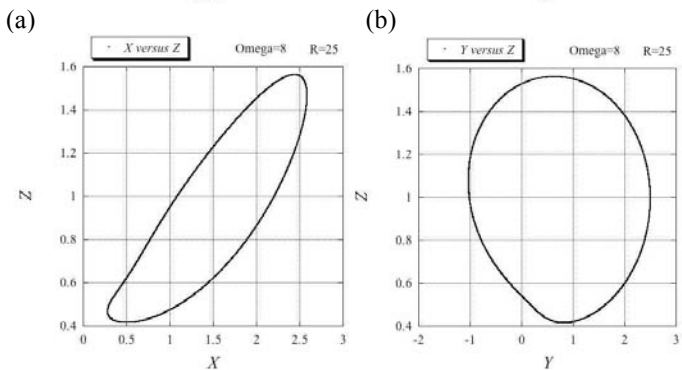 (a)
X versus Z Omega=8 R=25
1.6
1.4
1.2
1
0.8
0.6
0.4
Z
0 0.5 1 1.5 2 2.5 3
X
(b)
Y versus Z Omega=8 R=25
1.6
1.4
1.2
1
0.8
0.6
0.4
Z
-2 -1 0 1 2 3
Y